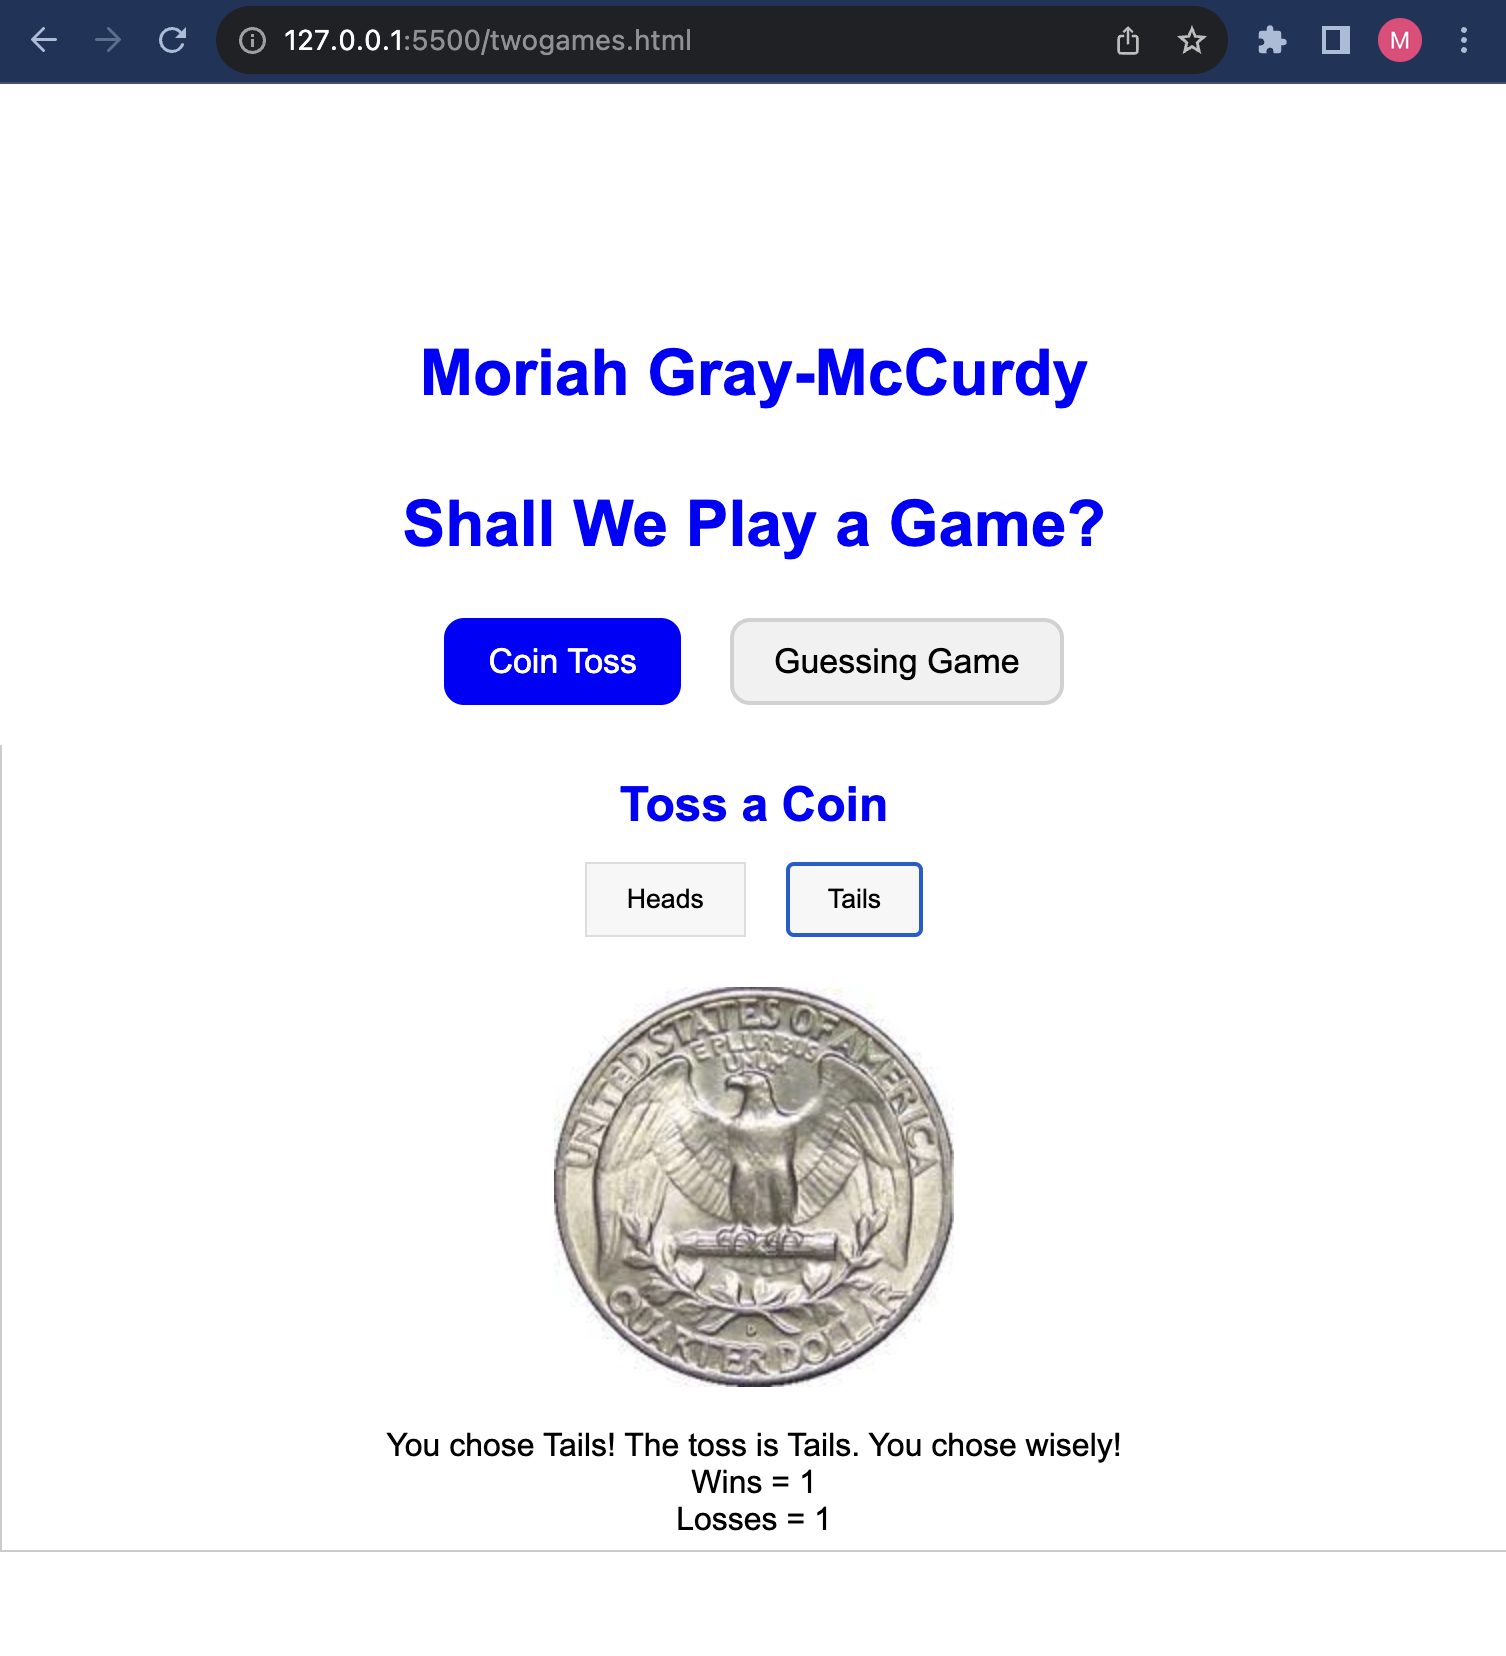 127.0.0.1:5500/twogames.html
M
Moriah Gray-McCurdy
Shall We Play a Game?
Coin Toss
Guessing Game
Toss a Coin
Heads
Tails
UNITED STATES OF AMERICA
E PLURIBUS
UNUM
D
QUARTER DOLLAR
You chose Tails! The toss is Tails. You chose wisely!
Wins = 1
Losses = 1